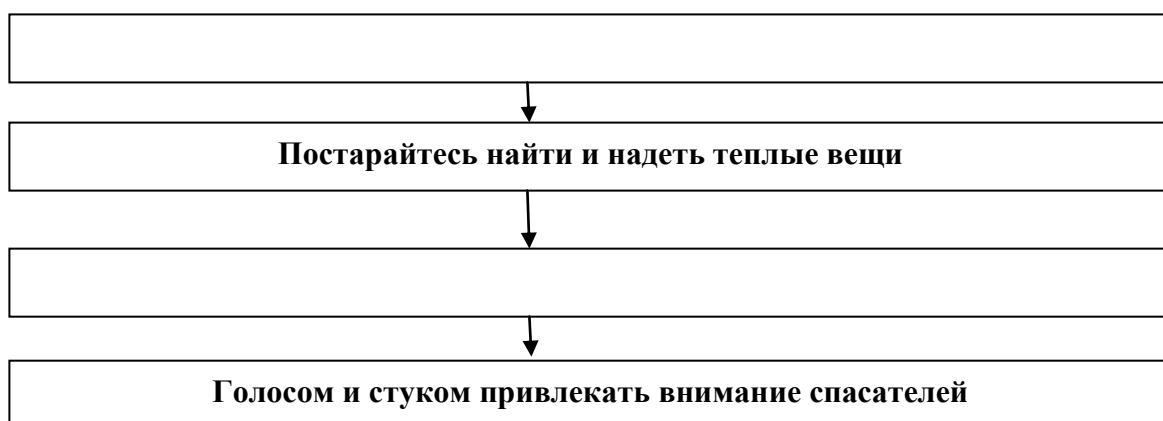 Постарайтесь найти и надеть теплые вещи
Голосом и стуком привлекать внимание спасателей